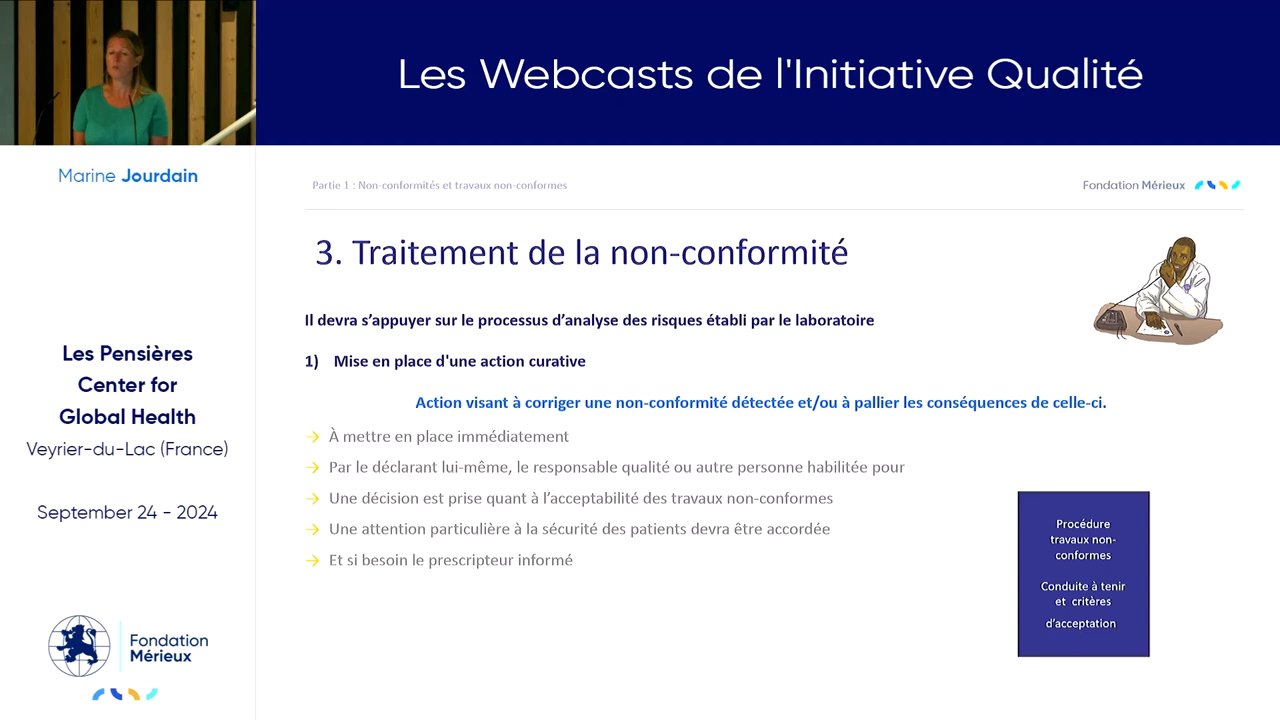 Les Webcasts de l'Initiative Qualité
Marine Jourdain
Les Pensières
Center for
Global Health
Veyrier-du-Lac (France)
September 24 - 2024
Fondation
Mérieux
Partie 1 : Non-conformités et travaux non-conformes
Fondation Mérieux
3. Traitement de la non-conformité
Il devra s’appuyer sur le processus d’analyse des risques établi par le laboratoire
1) Mise en place d'une action curative
Action visant à corriger une non-conformité détectée et/ou à pallier les conséquences de celle-ci.
→ À mettre en place immédiatement
→ Par le déclarant lui-même, le responsable qualité ou autre personne habilitée pour
→ Une décision est prise quant à l’acceptabilité des travaux non-conformes
→ Une attention particulière à la sécurité des patients devra être accordée
→ Et si besoin le prescripteur informé
Procédure
travaux non-
conformes
Conduite à tenir
et critères
d’acceptation